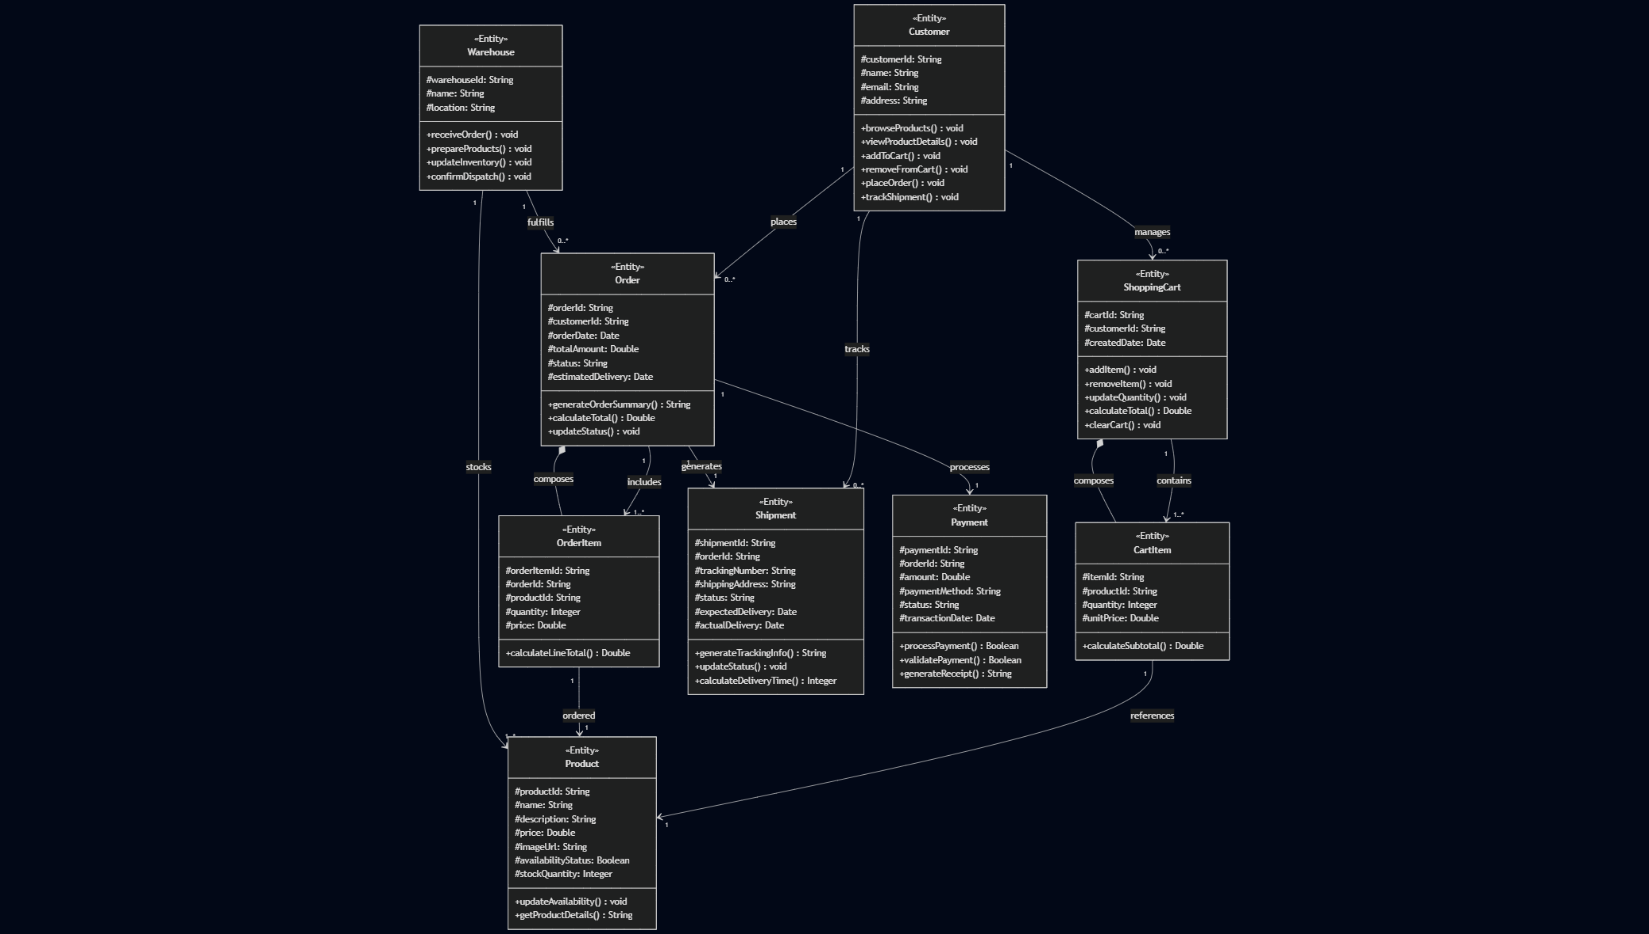 «Entity»
Warehouse
#warehouseId: String
#name: String
#location: String
+receiveOrder() : void
+prepareProducts() : void
+updateInventory() : void
+confirmDispatch() : void
«Entity»
Customer
#customerId: String
#name: String
#email: String
#address: String
+browseProducts() : void
+viewProductDetails() : void
+addToCart() : void
+removeFromCart() : void
+placeOrder() : void
+trackShipment() : void
1
1
fulfills
0..*
1
places
0..*
1
tracks
0..*
1
manages
0..*
«Entity»
Order
#orderId: String
#customerId: String
#orderDate: Date
#totalAmount: Double
#status: String
#estimatedDelivery: Date
+generateOrderSummary() : String
+calculateTotal() : Double
+updateStatus() : void
«Entity»
ShoppingCart
#cartId: String
#customerId: String
#createdDate: Date
+addItem() : void
+removeItem() : void
+updateQuantity() : void
+calculateTotal() : Double
+clearCart() : void
stocks
composes
1
includes
1..*
1
generates
1
1
processes
1
composes
1
contains
1..*
«Entity»
OrderItem
#orderItemId: String
#orderId: String
#productId: String
#quantity: Integer
#price: Double
+calculateLineTotal() : Double
«Entity»
Shipment
#shipmentId: String
#orderId: String
#trackingNumber: String
#shippingAddress: String
#status: String
#expectedDelivery: Date
#actualDelivery: Date
+generateTrackingInfo() : String
+updateStatus() : void
+calculateDeliveryTime() : Integer
«Entity»
Payment
#paymentId: String
#orderId: String
#amount: Double
#paymentMethod: String
#status: String
#transactionDate: Date
+processPayment() : Boolean
+validatePayment() : Boolean
+generateReceipt() : String
«Entity»
CartItem
#itemId: String
#productId: String
#quantity: Integer
#unitPrice: Double
+calculateSubtotal() : Double
1
ordered
1
1
references
1
«Entity»
Product
#productId: String
#name: String
#description: String
#price: Double
#imageUrl: String
#availabilityStatus: Boolean
#stockQuantity: Integer
+updateAvailability() : void
+getProductDetails() : String